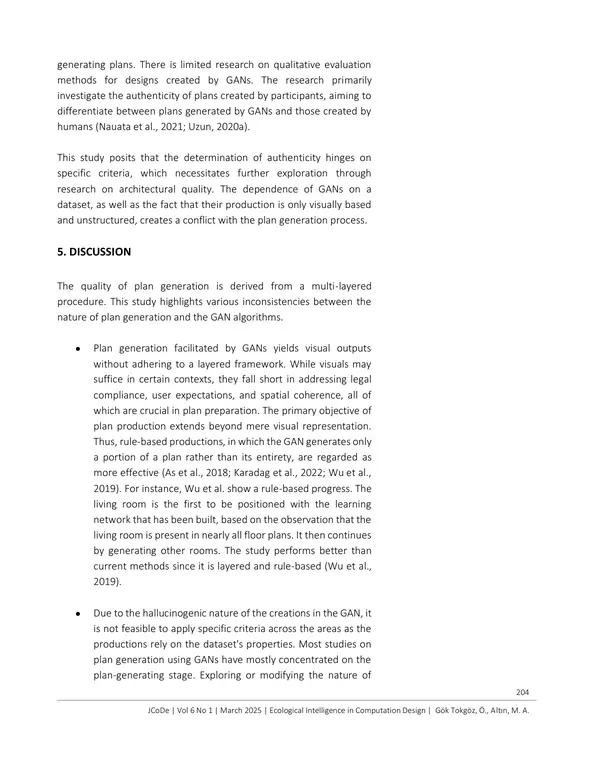 generating plans. There is limited research on qualitative evaluation
methods for designs created by GANs. The research primarily
investigate the authenticity of plans created by participants, aiming to
differentiate between plans generated by GANs and those created by
humans (Nauata et al., 2021; Uzun, 2020a).
This study posits that the determination of authenticity hinges on
specific criteria, which necessitates further exploration through
research on architectural quality. The dependence of GANs on a
dataset, as well as the fact that their production is only visually based
and unstructured, creates a conflict with the plan generation process.
5. DISCUSSION
The quality of plan generation is derived from a multi-layered
procedure. This study highlights various inconsistencies between the
nature of plan generation and the GAN algorithms.
• Plan generation facilitated by GANs yields visual outputs
without adhering to a layered framework. While visuals may
suffice in certain contexts, they fall short in addressing legal
compliance, user expectations, and spatial coherence, all of
which are crucial in plan preparation. The primary objective of
plan production extends beyond mere visual representation.
Thus, rule-based productions, in which the GAN generates only
a portion of a plan rather than its entirety, are regarded as
more effective (As et al., 2018; Karadag et al., 2022; Wu et al.,
2019). For instance, Wu et al. show a rule-based progress. The
living room is the first to be positioned with the learning
network that has been built, based on the observation that the
living room is present in nearly all floor plans. It then continues
by generating other rooms. The study performs better than
current methods since it is layered and rule-based (Wu et al.,
2019).
• Due to the hallucinogenic nature of the creations in the GAN, it
is not feasible to apply specific criteria across the areas as the
productions rely on the dataset's properties. Most studies on
plan generation using GANs have mostly concentrated on the
plan-generating stage. Exploring or modifying the nature of
204
JCoDe | Vol 6 No 1 | March 2025 | Ecological Intelligence in Computation Design | Gök Tokgöz, Ö., Altın, M. A.